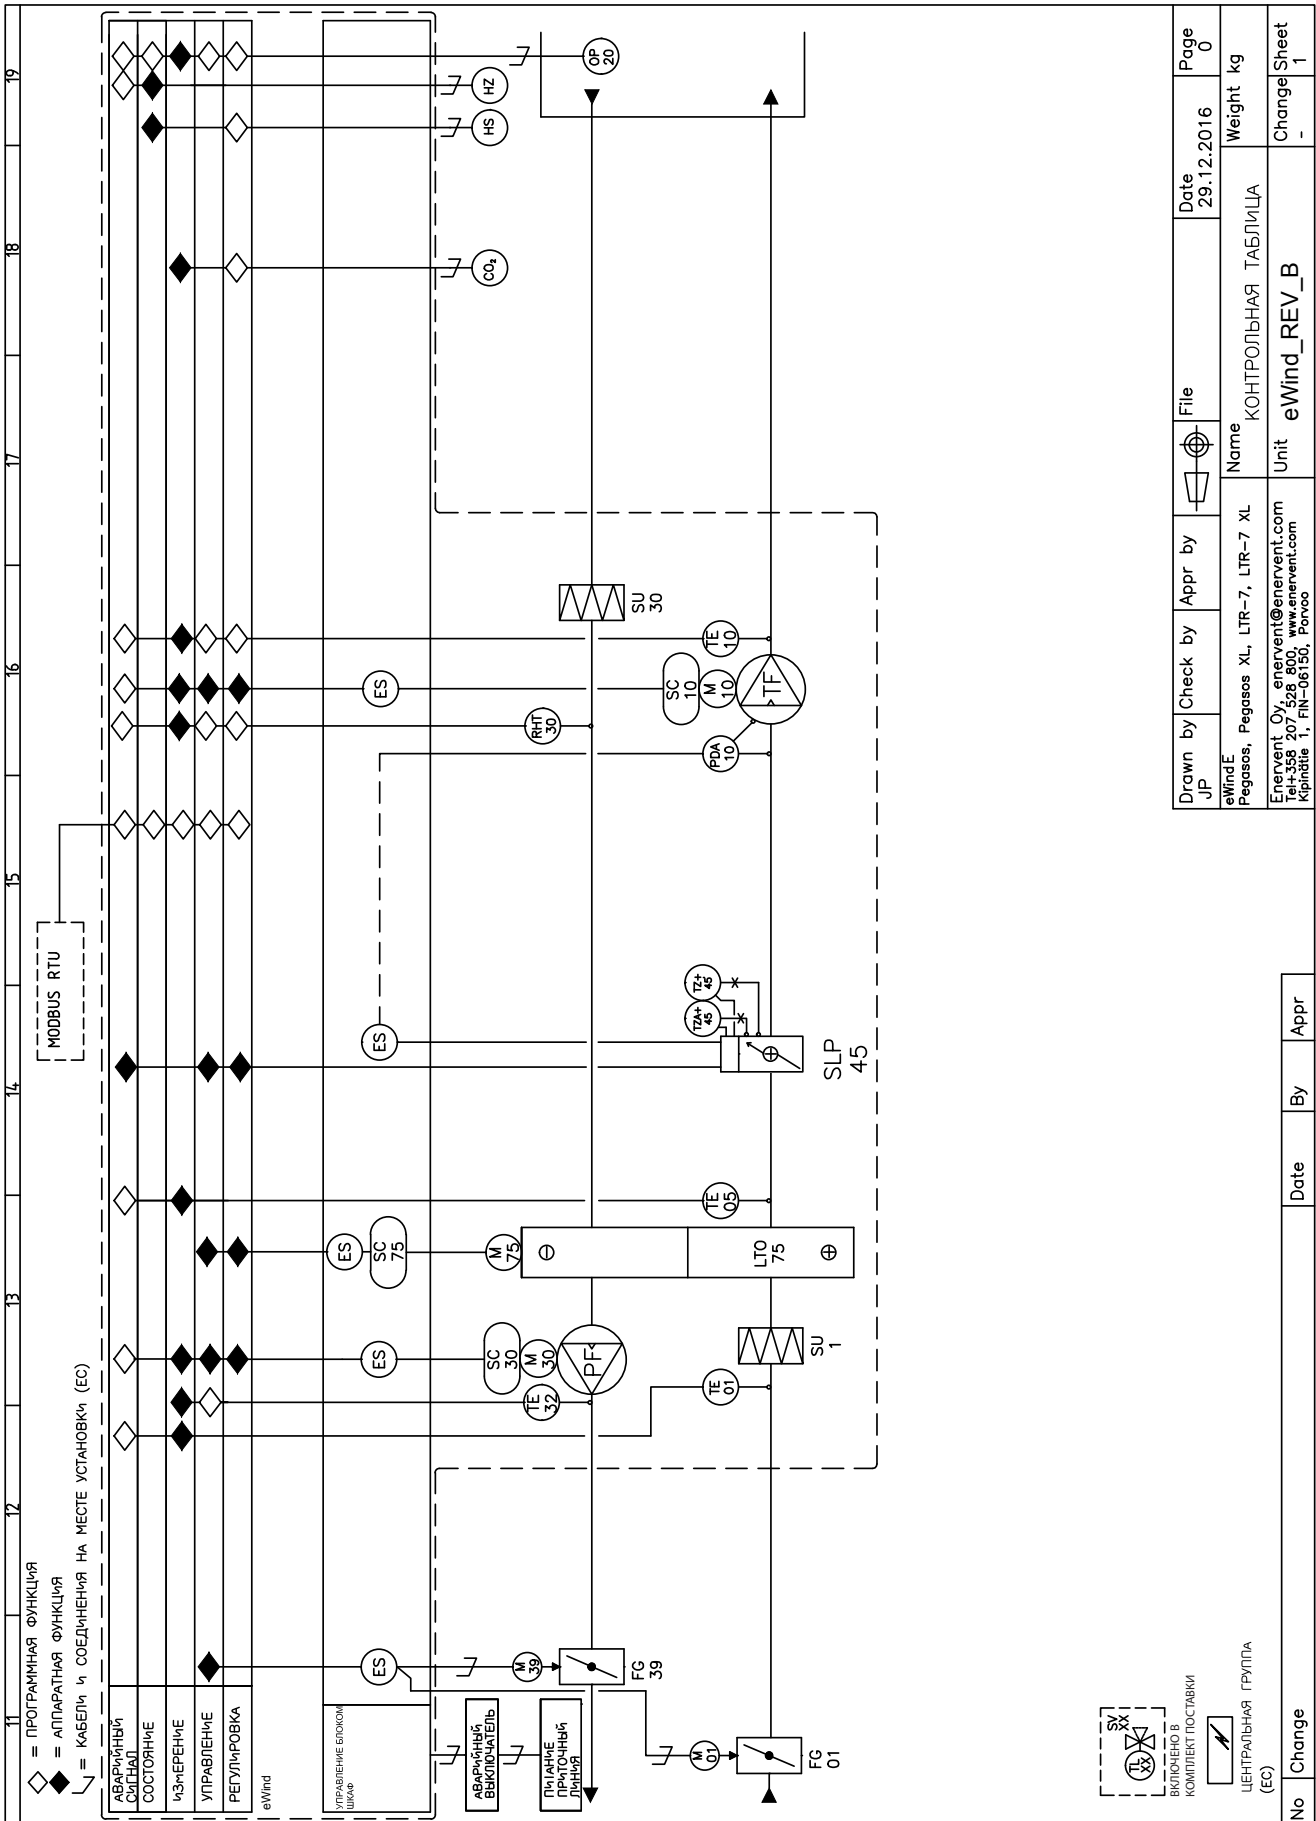 11 12 13 14 15 16 17 18 19
= ПРОГРАММНАЯ ФУНКЦИЯ
= АППАРАТНАЯ ФУНКЦИЯ
= КАБЕЛИ И СОЕДИНЕНИЯ НА МЕСТЕ УСТАНОВКИ (EC)
MODBUS RTU
АВАРИЙНЫЙ
СИГНАЛ
СОСТОЯНИЕ
ИЗмЕРЕНИЕ
УПРАВЛЕНИЕ
РЕГУЛИРОВКА
eWind
УПРАВЛЕНИЕ БЛОКОМ
ШКАФ
АВАРИЙНЫЙ
ВЫКЛЮЧАТЕЛЬ
ПИТАНИЕ
ПРИТОЧНЫЙ
ЛИНИЯ
ES
M
39
FG
39
M
01
FG
01
TE
32
ES
SC
30
M
30
PF
TE
01
SU
1
ES
SC
75
M
75
LTO
75
TE
05
ES
TZA+
45
TZ+
45
SLP
45
PDA
10
RHT
30
ES
SC
10
M
10
TF
TE
10
SU
30
CO₂
HS
HZ
OP
20
SV
XX
TL
XX
ВКЛЮЧЕНО В
КОМПЛЕКТ ПОСТАВКИ
ЦЕНТРАЛЬНАЯ ГРУППА
(EC)
No Change Date By Appr
Drawn by
JP
Check by
Appr by
File
Date
29.12.2016
Page
0
eWind E
Pegasos, Pegasos XL, LTR-7, LTR-7 XL
Name
КОНТРОЛЬНАЯ ТАБЛИЦА
Weight kg
Enervent Oy, enervent@enervent.com
Tel+358 207 528 800, www.enervent.com
Kipinätie 1, FIN-06150, Porvoo
Unit
eWind_REV_B
Change
-
Sheet
1